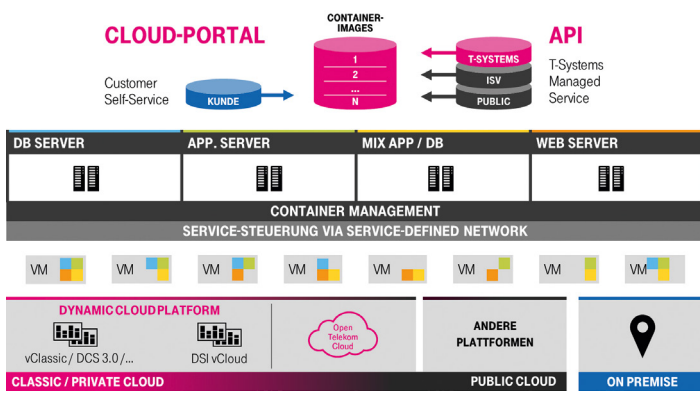 CLOUD-PORTAL
CONTAINER-
IMAGES
API
Customer
Self-Service
KUNDE
1
2
...
N
T-SYSTEMS
ISV
PUBLIC
T-Systems
Managed
Service
DB SERVER
APP. SERVER
MIX APP / DB
WEB SERVER
CONTAINER MANAGEMENT
SERVICE-STEUERUNG VIA SERVICE-DEFINED NETWORK
VM
VM
VM
VM
VM
VM
VM
VM
DYNAMIC CLOUD PLATFORM
vClassic / DCS 3.0 /...
DSI vCloud
Open
Telekom
Cloud
ANDERE
PLATTFORMEN
CLASSIC / PRIVATE CLOUD
PUBLIC CLOUD
ON PREMISE